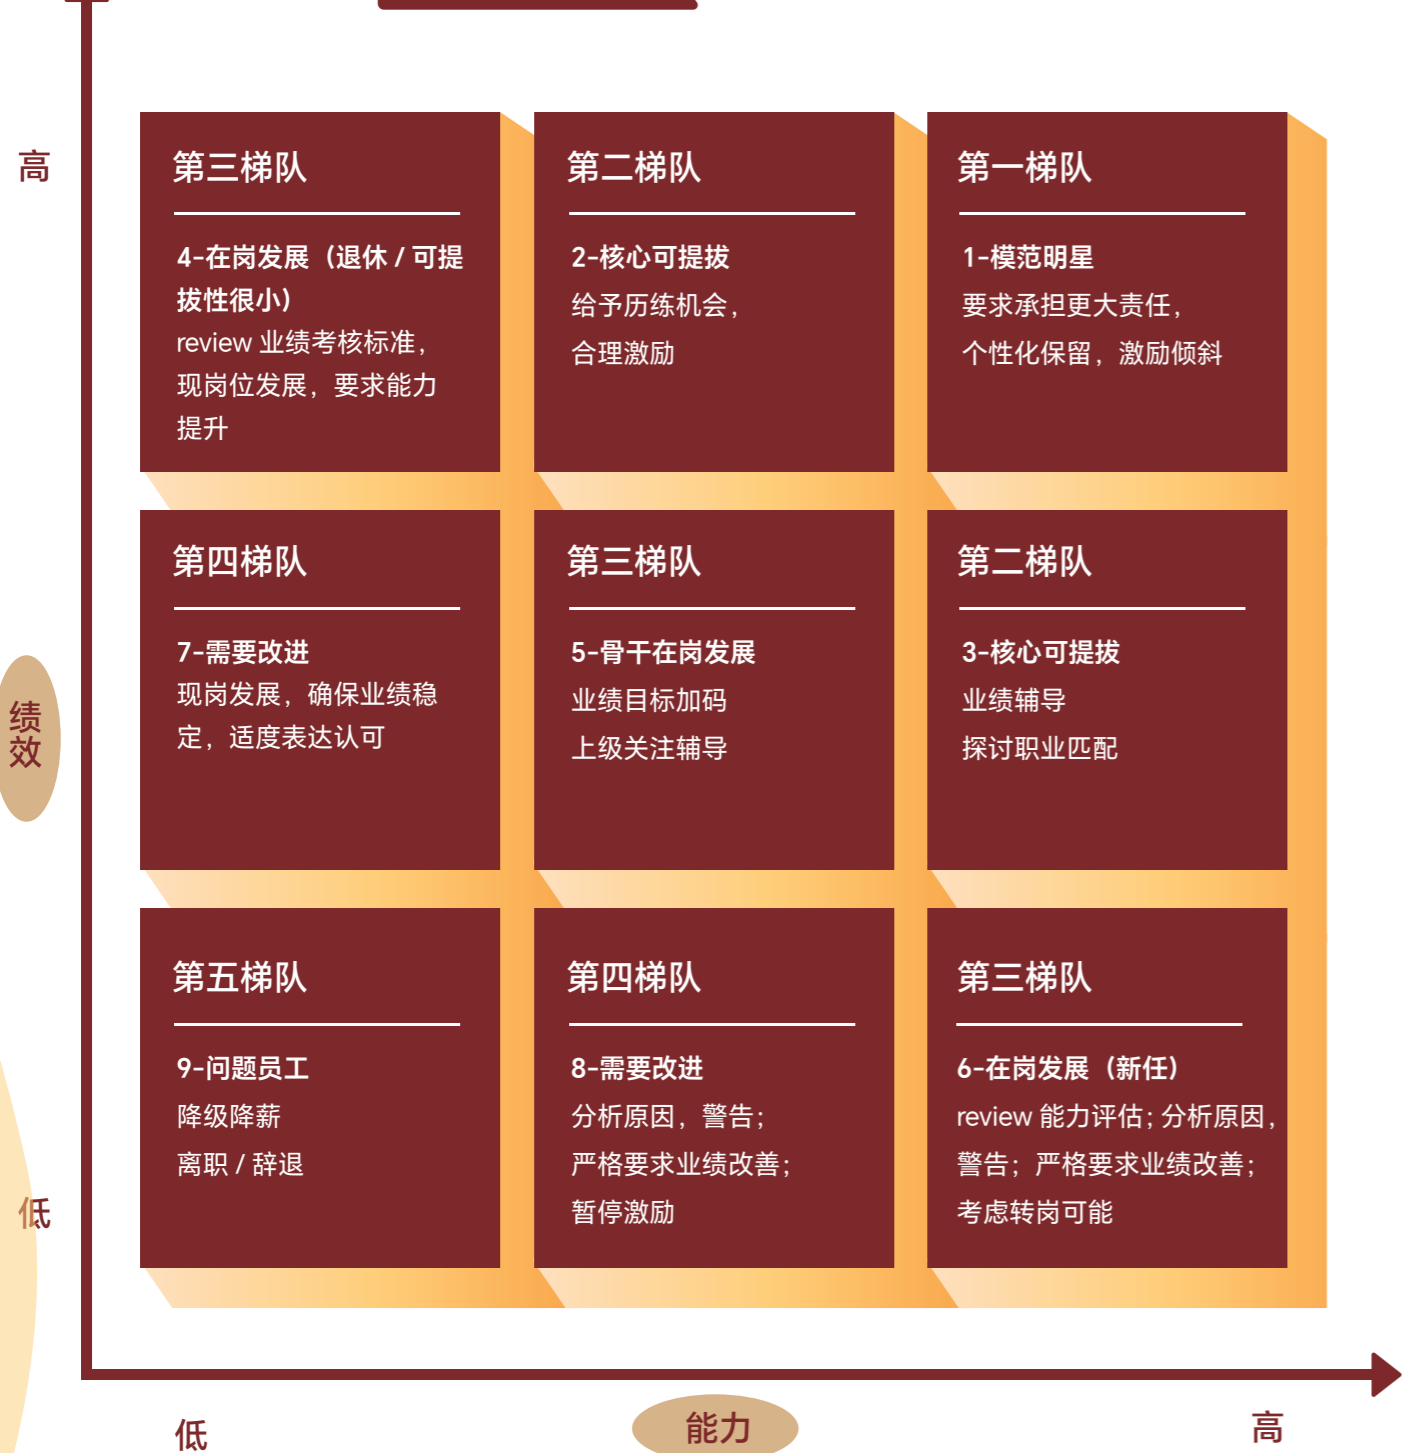 高
第三梯队
4-在岗发展（退休 / 可提
拔性很小）
review 业绩考核标准，
现岗位发展，要求能力
提升
第二梯队
2-核心可提拔
给予历练机会，
合理激励
第一梯队
1-模范明星
要求承担更大责任，
个性化保留，激励倾斜
绩
效
第四梯队
7-需要改进
现岗发展，确保业绩稳
定，适度表达认可
第三梯队
5-骨干在岗发展
业绩目标加码
上级关注辅导
第二梯队
3-核心可提拔
业绩辅导
探讨职业匹配
第五梯队
9-问题员工
降级降薪
离职 / 辞退
第四梯队
8-需要改进
分析原因，警告；
严格要求业绩改善；
暂停激励
第三梯队
6-在岗发展（新任）
review 能力评估；分析原因，
警告；严格要求业绩改善；
考虑转岗可能
低
低
能力
高